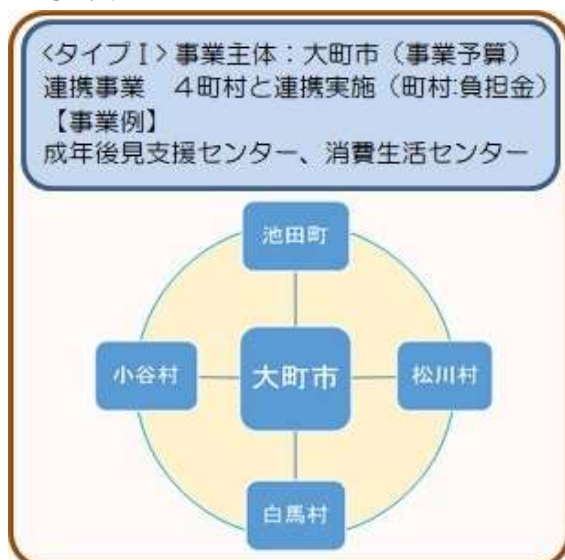 <タイプⅠ> 事業主体：大町市（事業予算）
連携事業　４町村と連携実施（町村:負担金）
【事業例】
成年後見支援センター、消費生活センター
池田町
小谷村
大町市
松川村
白馬村